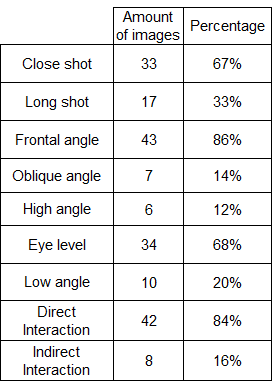 Amount of images Percentage
Close shot 33 67%
Long shot 17 33%
Frontal angle 43 86%
Oblique angle 7 14%
High angle 6 12%
Eye level 34 68%
Low angle 10 20%
Direct Interaction 42 84%
Indirect Interaction 8 16%